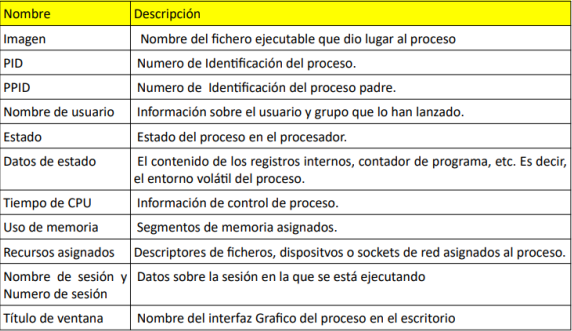 Nombre Descripción
Imagen Nombre del fichero ejecutable que dio lugar al proceso
PID Numero de Identificación del proceso.
PPID Numero de Identificación del proceso padre.
Nombre de usuario Información sobre el usuario y grupo que lo han lanzado.
Estado Estado del proceso en el procesador.
Datos de estado El contenido de los registros internos, contador de programa, etc. Es decir,
el entorno volátil del proceso.
Tiempo de CPU Información de control de proceso.
Uso de memoria Segmentos de memoria asignados.
Recursos asignados Descriptores de ficheros, dispositvos o sockets de red asignados al proceso.
Nombre de sesión y Datos sobre la sesión en la que se está ejecutando
Numero de sesión
Título de ventana Nombre del interfaz Grafico del proceso en el escritorio